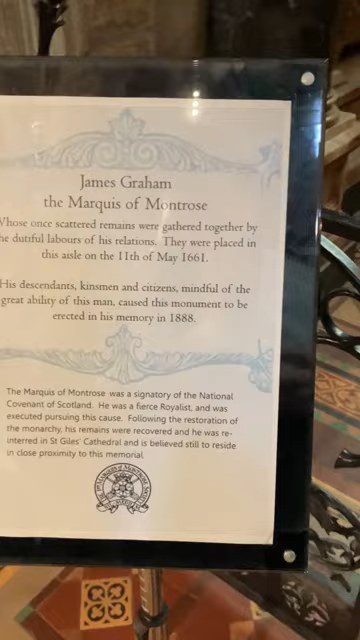 James Graham
the Marquis of Montrose
Whose once scattered remains were gathered together by
the dutiful labours of his relations. They were placed in
this aisle on the 11th of May 1661.
His descendants, kinsmen and citizens, mindful of the
great ability of this man, caused this monument to be
erected in his memory in 1888.
The Marquis of Montrose was a signatory of the National
Covenant of Scotland. He was a fierce Royalist, and was
executed pursuing this cause. Following the restoration of
the monarchy, his remains were recovered and he was re-
interred in St Giles' Cathedral and is believed still to reside
in close proximity to this memorial.